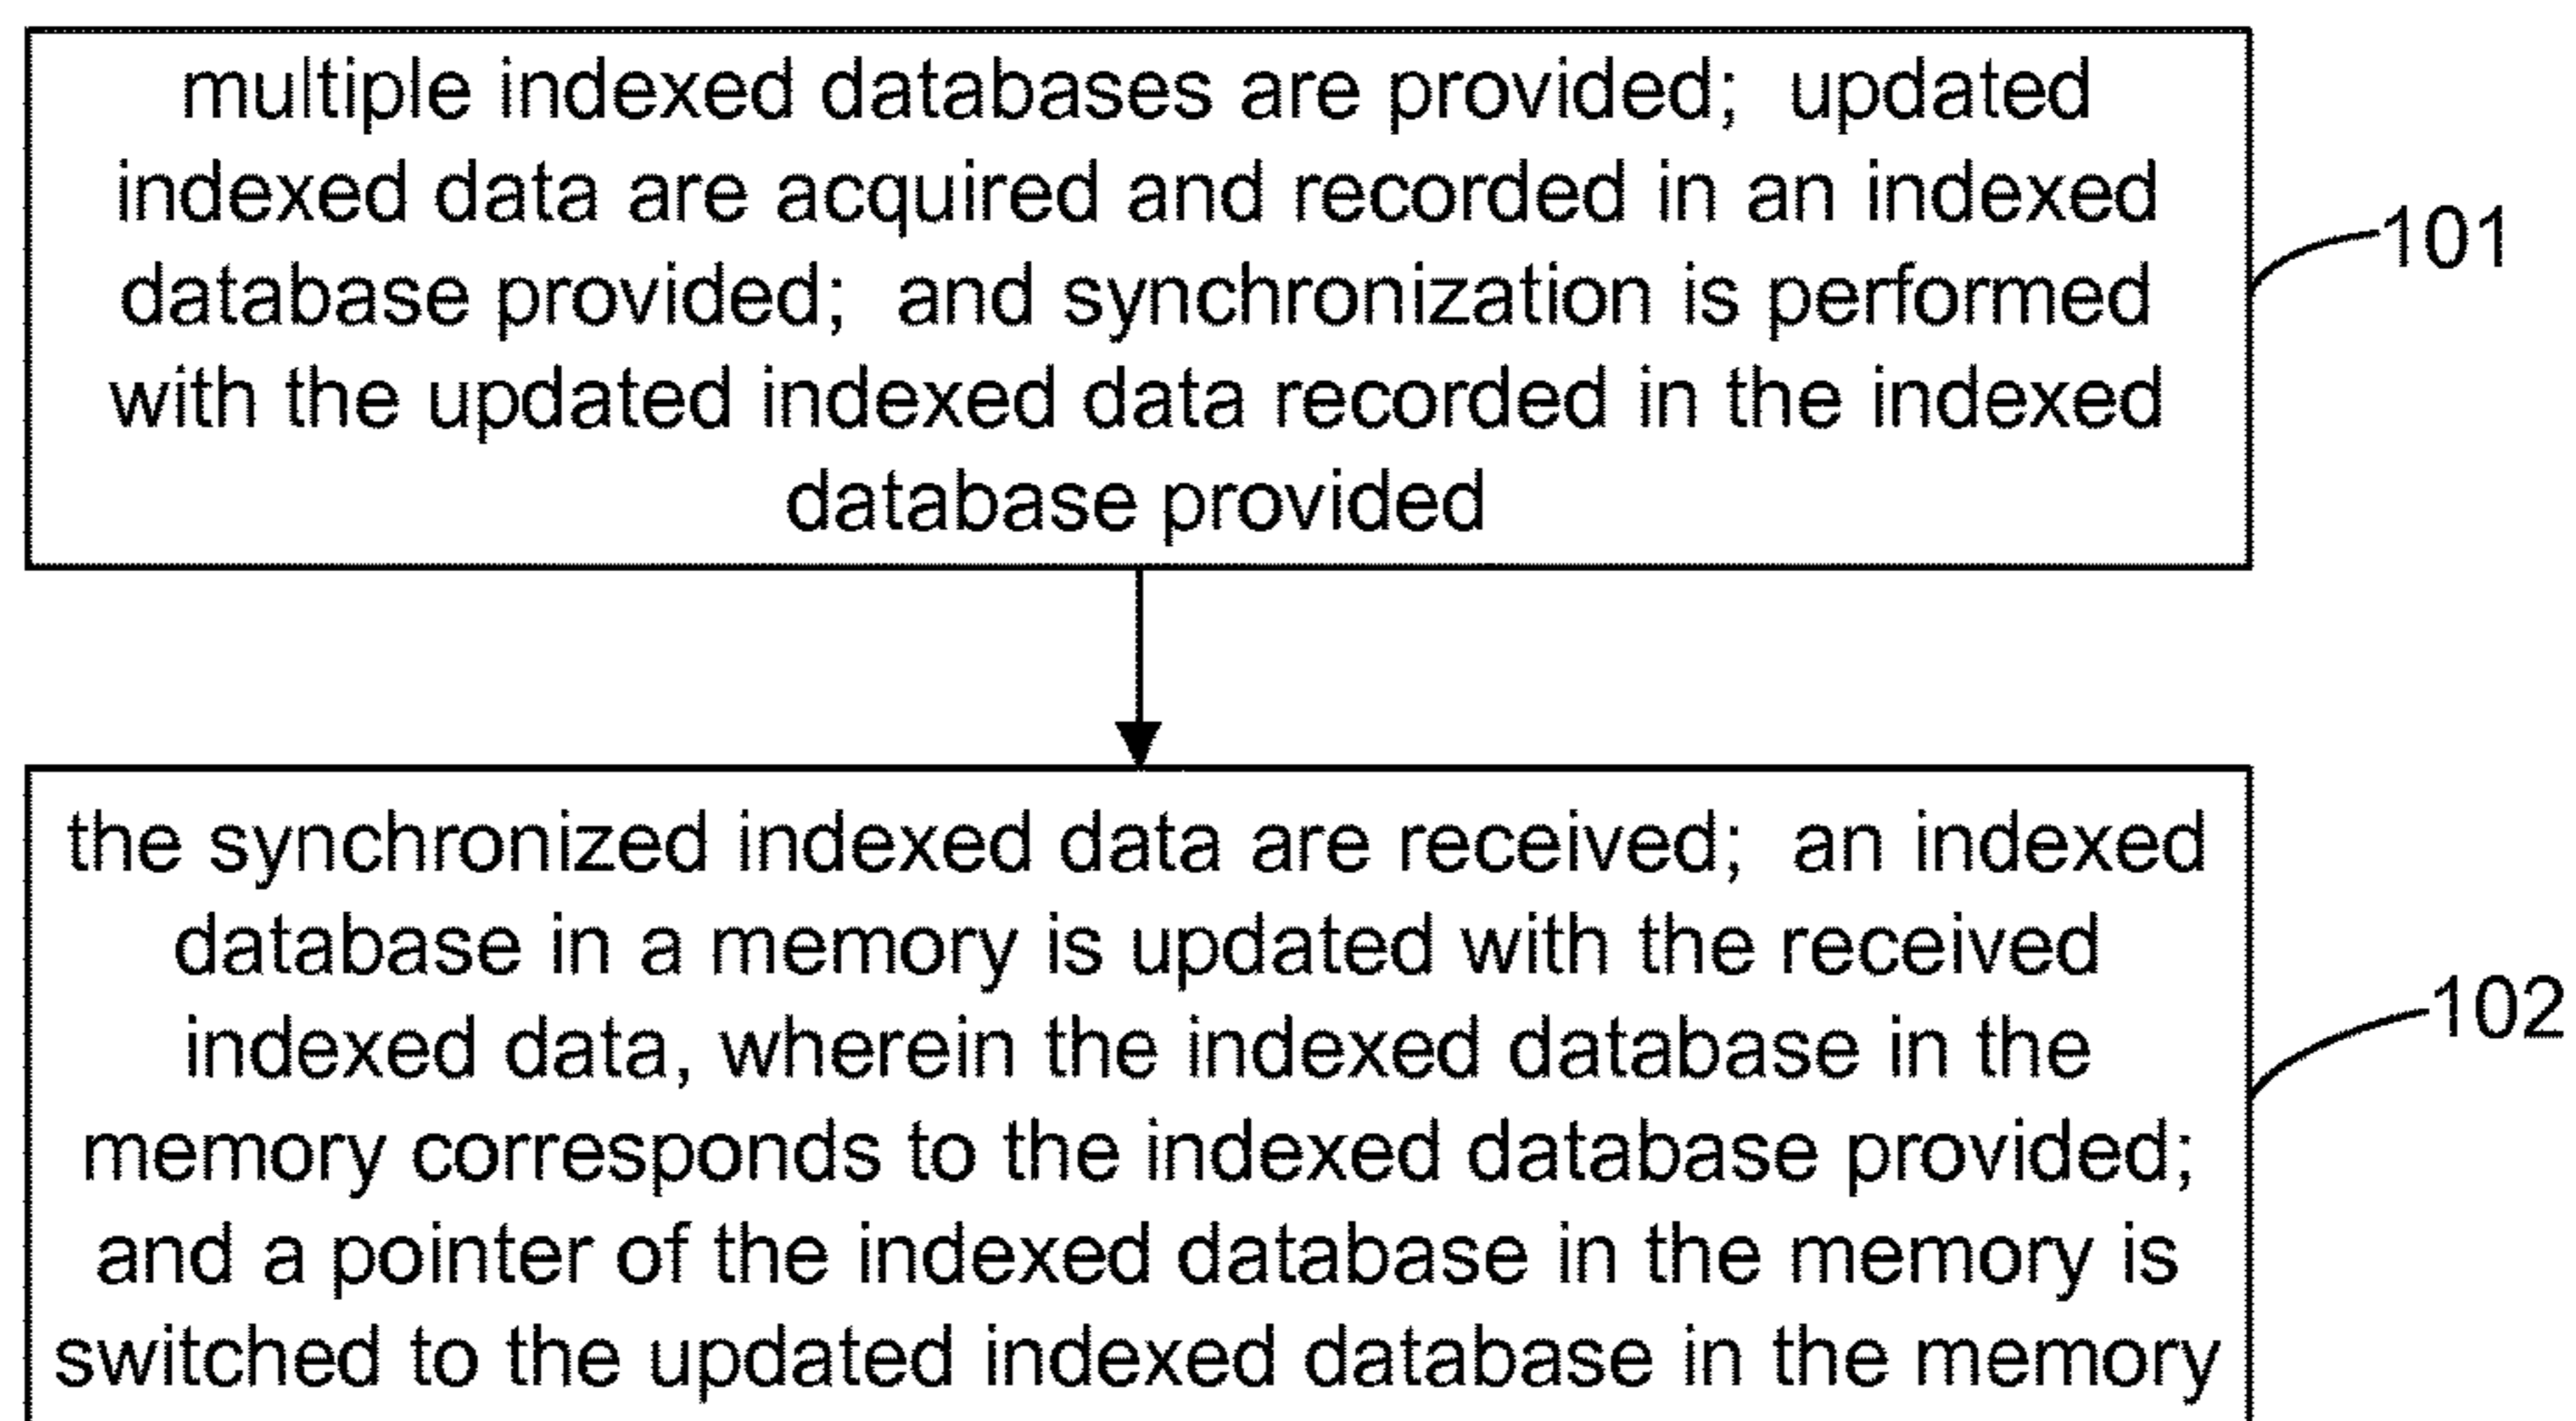 multiple indexed databases are provided; updated
indexed data are acquired and recorded in an indexed
database provided; and synchronization is performed
with the updated indexed data recorded in the indexed
database provided
101
the synchronized indexed data are received; an indexed
database in a memory is updated with the received
indexed data, wherein the indexed database in the
memory corresponds to the indexed database provided;
and a pointer of the indexed database in the memory is
switched to the updated indexed database in the memory
102